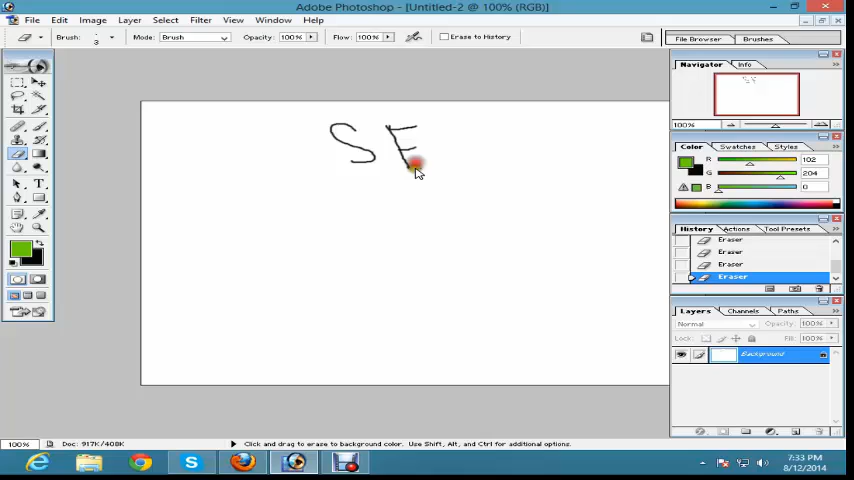 Adobe Photoshop - [Untitled-2 @ 100% (RGB)]
File Edit Image Layer Select Filter View Window Help
Brush: 3 Mode: Brush Opacity: 100% Flow: 100% Erase to History
File Browser Brushes
Navigator Info
S E
100%
Color Swatches Styles
R 102
G 204
B 0
History Actions Tool Presets
Eraser
Eraser
Eraser
Eraser
Layers Channels Paths
Normal Opacity: 100%
Lock: Fill: 100%
Background
100% Doc: 917K/408K Click and drag to erase to background color. Use Shift, Alt, and Ctrl for additional options.
7:33 PM
8/12/2014